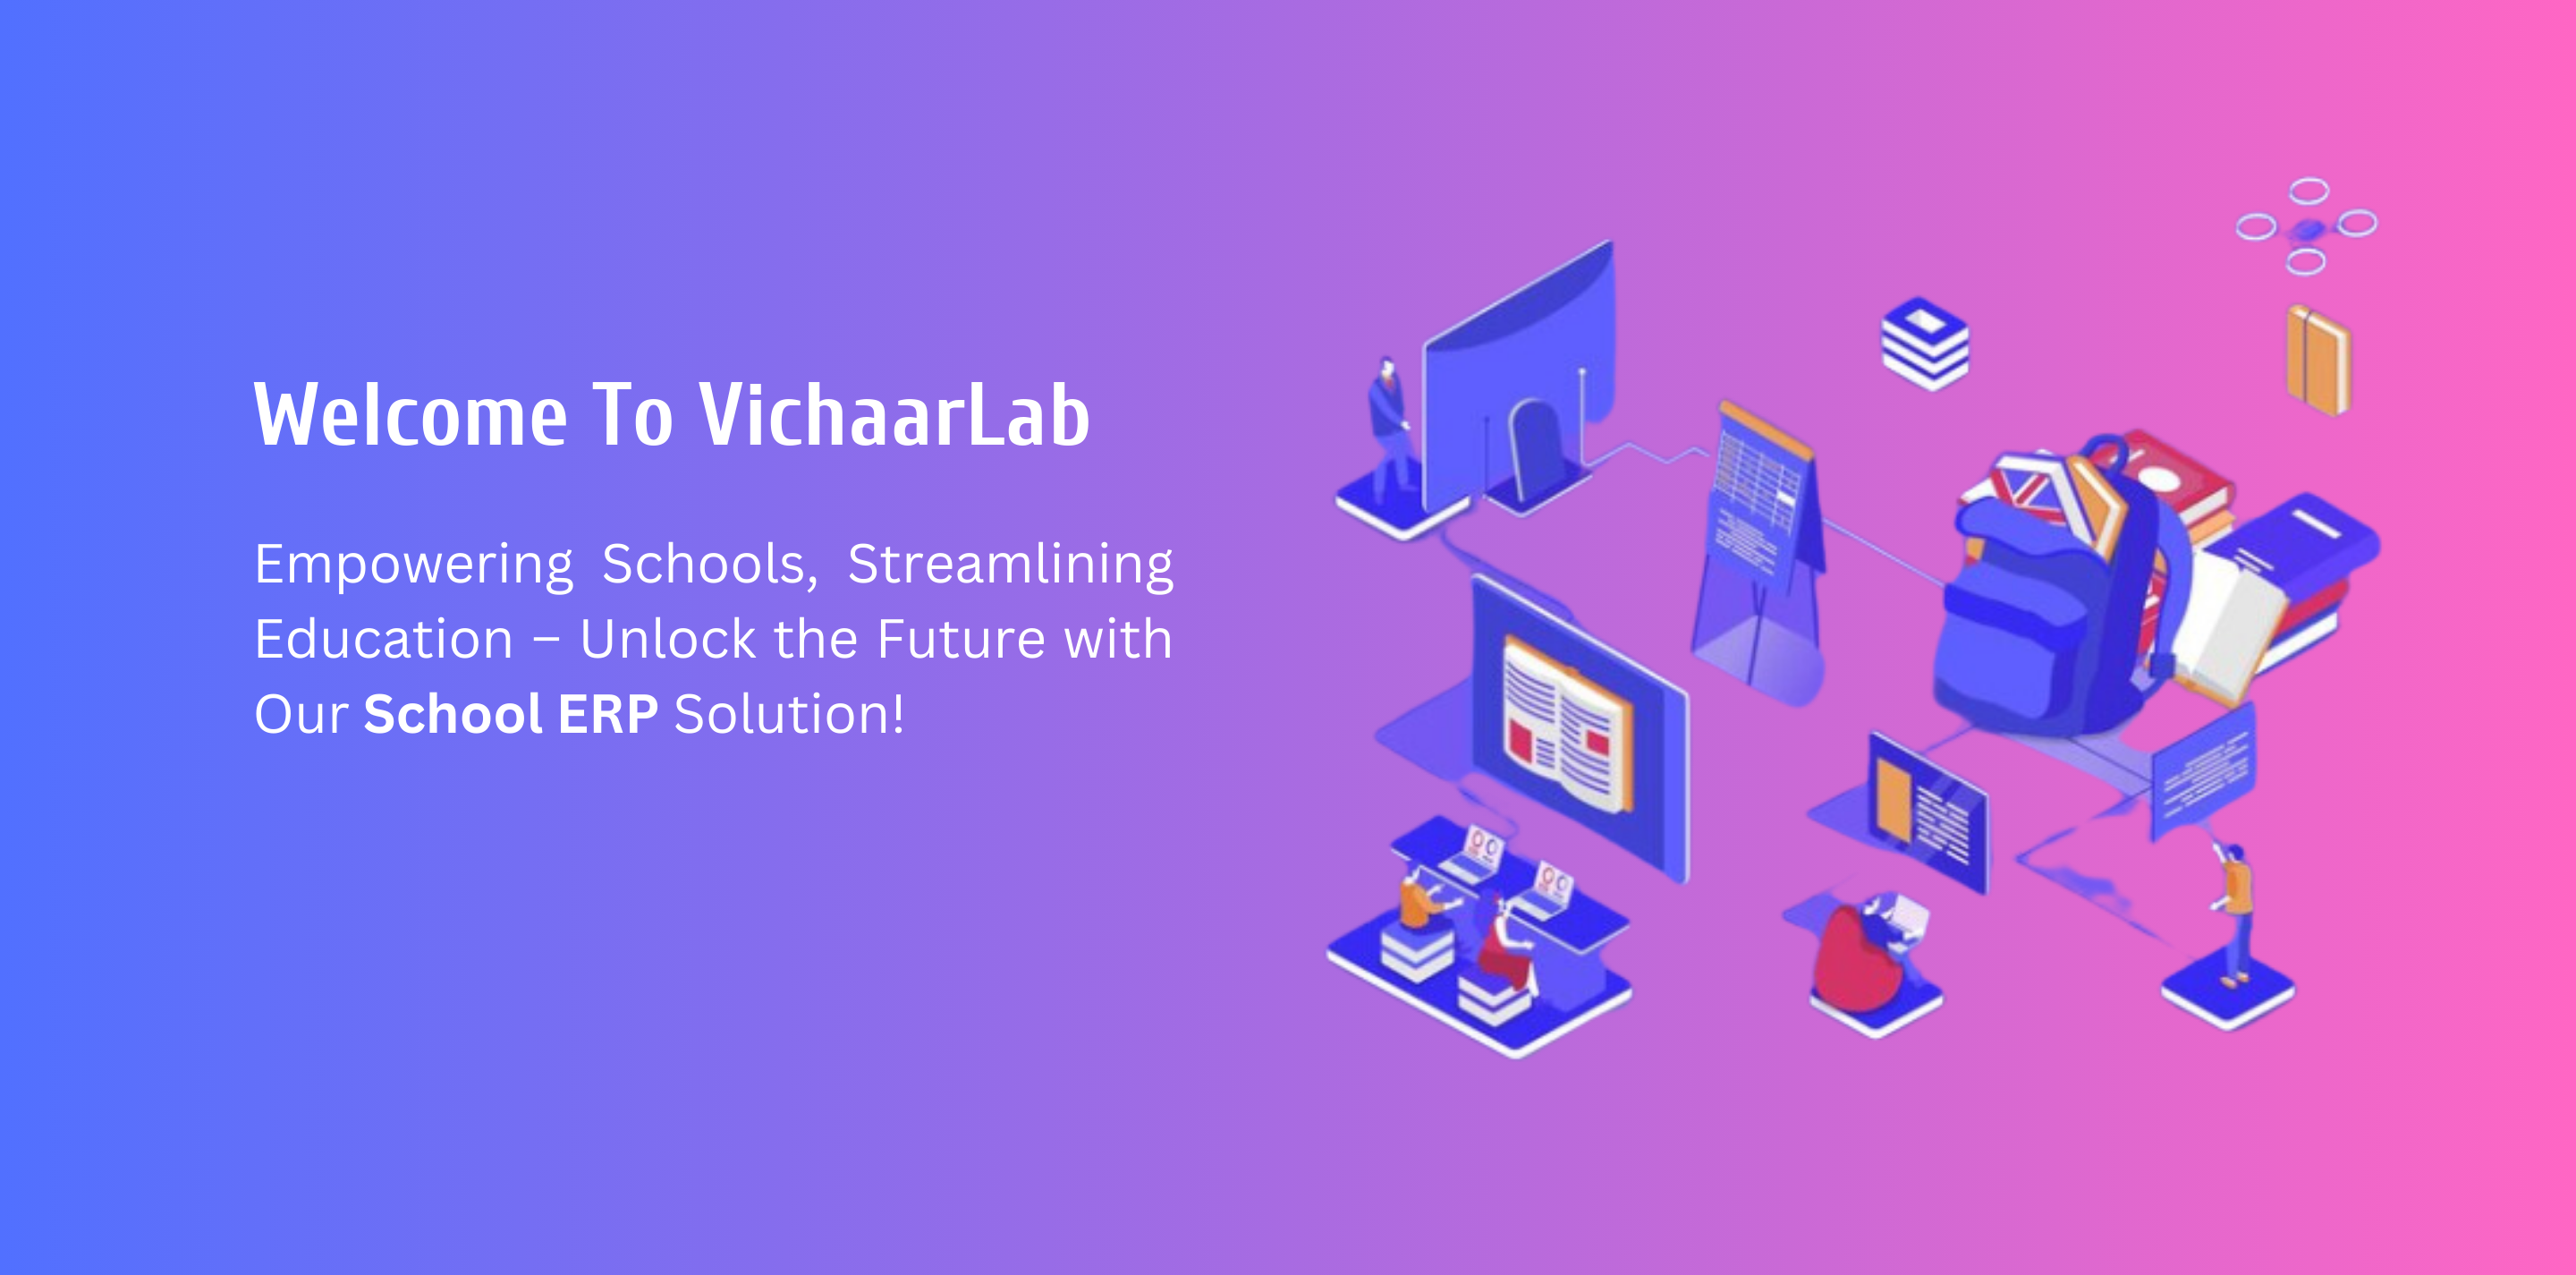 Welcome To VichaarLab
Empowering Schools, Streamlining
Education – Unlock the Future with
Our School ERP Solution!